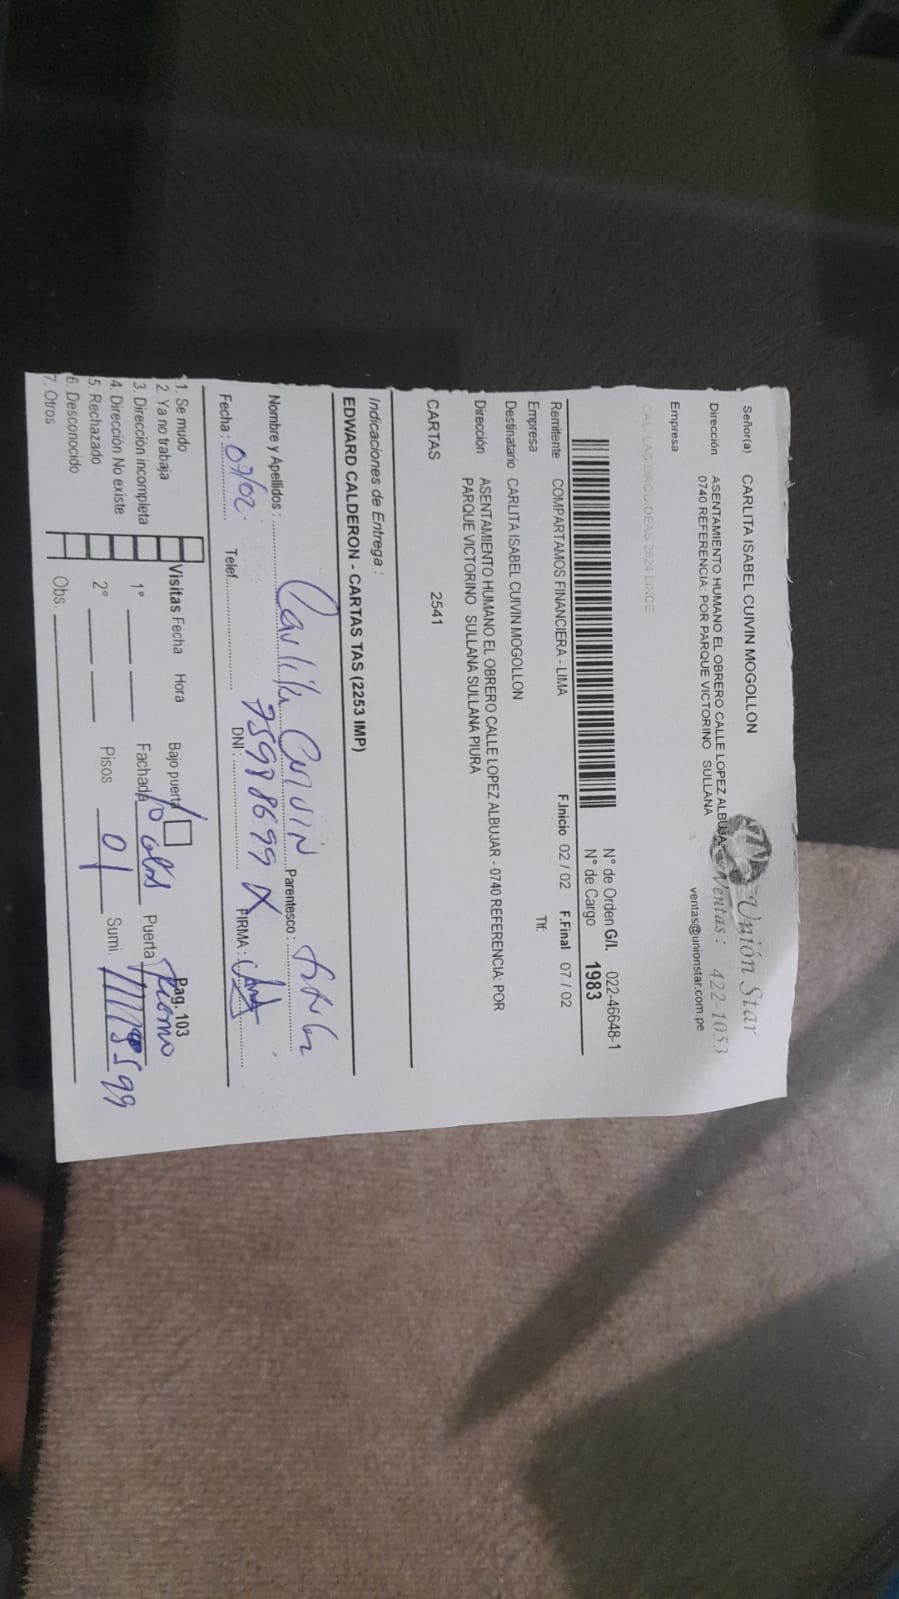 Señor(a) CARLITA ISABEL CUIVIN MOGOLLON
Unión Star
Dirección ASENTAMIENTO HUMANO EL OBRERO CALLE LOPEZ ALBUJAR -
Ventas: 422-1053
0740 REFERENCIA: POR PARQUE VICTORINO SULLANA
ventas@unionstar.com.pe
Empresa
CAL LAS ORQUIDEAS 2624 LINCE
N° de Orden G/I. 022-46648-1
N° de Cargo 1983
Remitente COMPARTAMOS FINANCIERA - LIMA F.Inicio 02 / 02 F.Final 07 / 02
Empresa Tlf:
Destinatario CARLITA ISABEL CUIVIN MOGOLLON
Dirección ASENTAMIENTO HUMANO EL OBRERO CALLE LOPEZ ALBUJAR - 0740 REFERENCIA: POR
PARQUE VICTORINO SULLANA SULLANA PIURA
CARTAS 2541
Indicaciones de Entrega :
EDWARD CALDERON - CARTAS TAS (2253 IMP)
Nombre y Apellidos : Carlita Cuivin Parentesco : titular
Fecha : 07/02. Telef. DNI : 75988699 FIRMA :
1. Se mudo
2. Ya no trabaja
3. Dirección incompleta
4. Dirección No existe
5. Rechazado
6. Desconocido
7. Otros
Visitas Fecha Hora
1°
2°
Obs.
Bajo puerta
Pag. 103
Fachada Puerta
Pisos 01 Sumi.